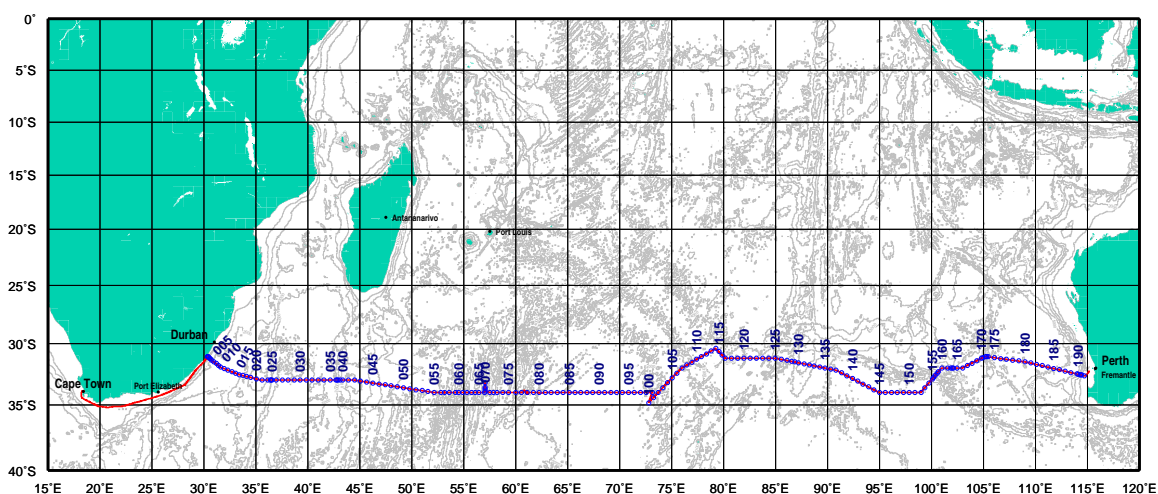 0°
5°S
10°S
15°S
20°S
25°S
30°S
35°S
40°S
Antananarivo
Port Louis
Durban
Cape Town
Port Elizabeth
Perth
Fremantle
005
010
015
020
025
030
035
040
045
050
055
060
065
070
075
080
085
090
095
100
105
110
115
120
125
130
135
140
145
150
155
160
165
170
175
180
185
190
15°E
20°E
25°E
30°E
35°E
40°E
45°E
50°E
55°E
60°E
65°E
70°E
75°E
80°E
85°E
90°E
95°E
100°E
105°E
110°E
115°E
120°E